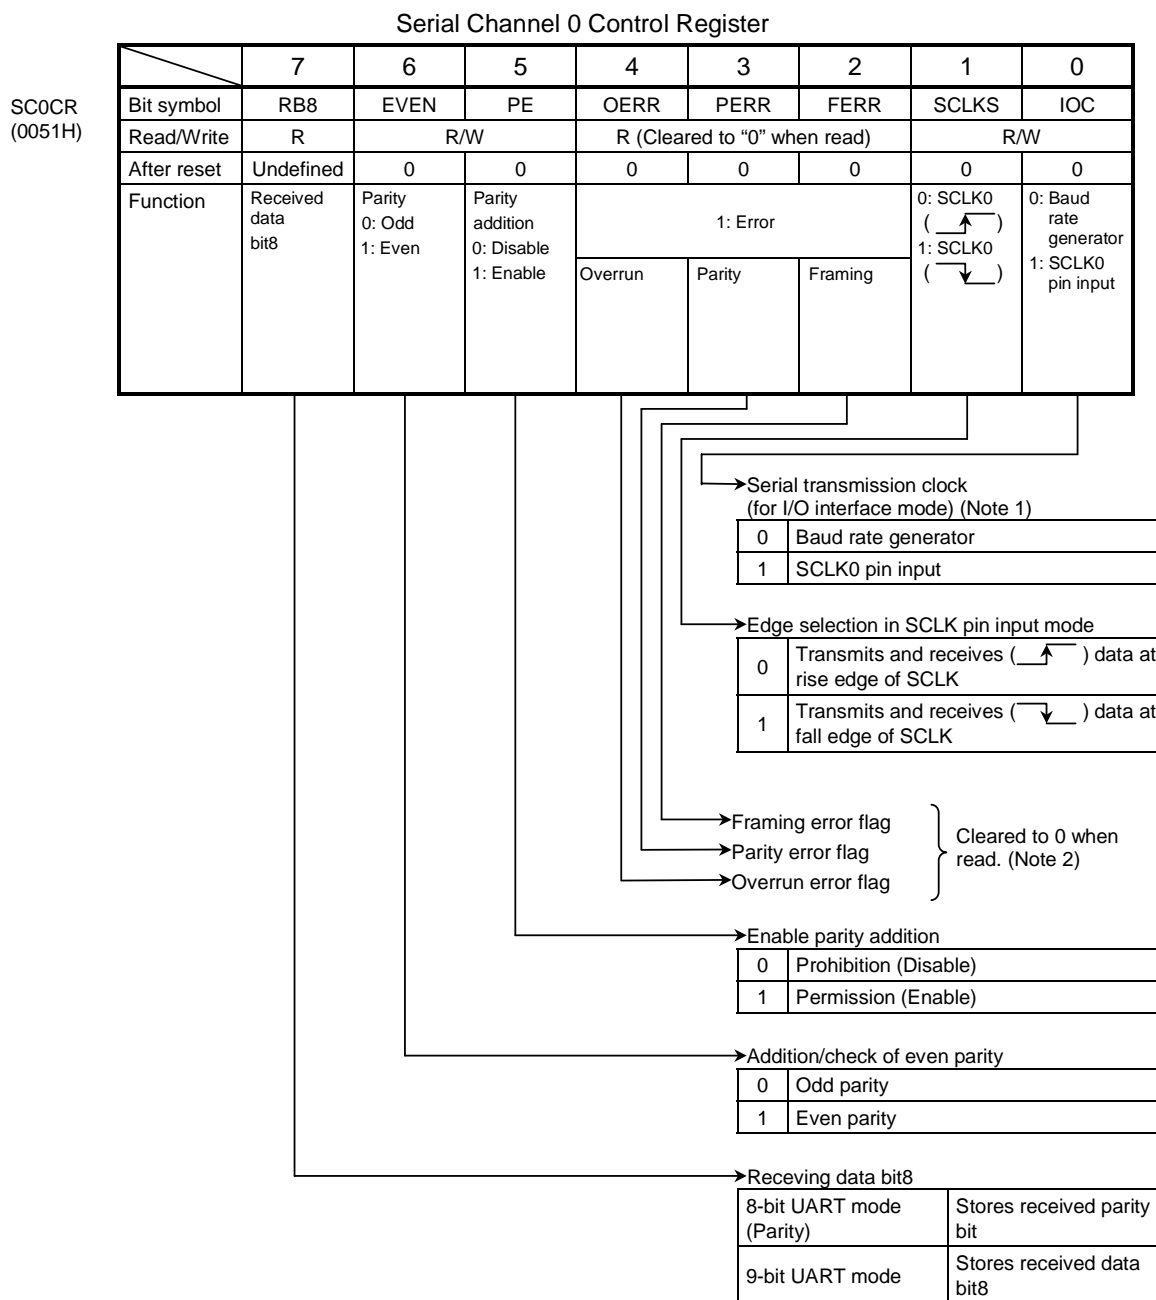 Serial Channel 0 Control Register
7 6 5 4 3 2 1 0
SC0CR
(0051H)
Bit symbol RB8 EVEN PE OERR PERR FERR SCLKS IOC
Read/Write R R/W R (Cleared to “0” when read) R/W
After reset Undefined 0 0 0 0 0 0 0
Function
Received
data
bit8
Parity
0: Odd
1: Even
Parity
addition
0: Disable
1: Enable
1: Error
Overrun
Parity
Framing
0: SCLK0
( )
1: SCLK0
( )
0: Baud
rate
generator
1: SCLK0
pin input
Serial transmission clock
(for I/O interface mode) (Note 1)
0 Baud rate generator
1 SCLK0 pin input
Edge selection in SCLK pin input mode
0 Transmits and receives ( ) data at
rise edge of SCLK
1 Transmits and receives ( ) data at
fall edge of SCLK
Framing error flag
Parity error flag
Overrun error flag
Cleared to 0 when
read. (Note 2)
Enable parity addition
0 Prohibition (Disable)
1 Permission (Enable)
Addition/check of even parity
0 Odd parity
1 Even parity
Receving data bit8
8-bit UART mode
(Parity)
Stores received parity
bit
9-bit UART mode
Stores received data
bit8